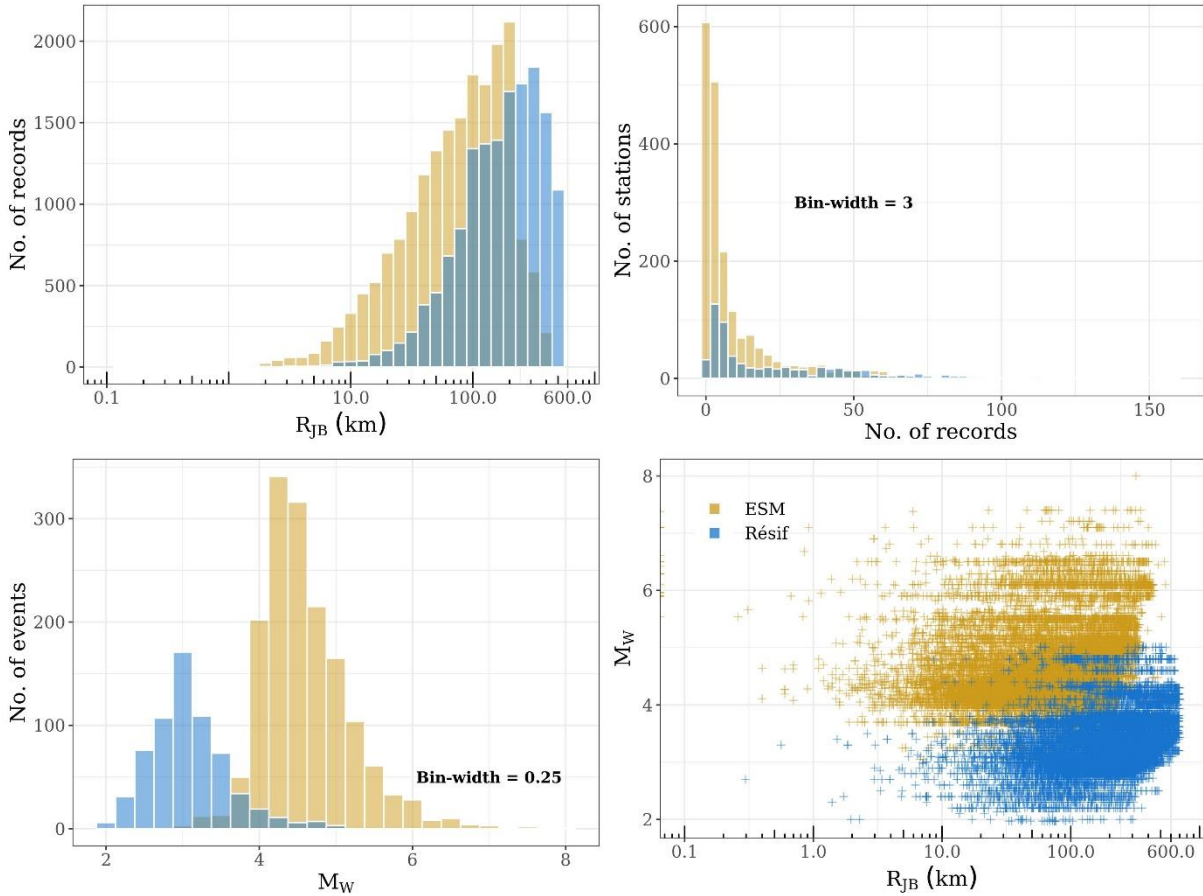 No. of records
2000
1500
1000
500
0
0.1
10.0
100.0
600.0
R_JB (km)
No. of stations
600
400
200
0
Bin-width = 3
0
50
100
150
No. of records
No. of events
300
200
100
0
Bin-width = 0.25
2
4
6
8
M_W
M_W
8
6
4
2
ESM
Résif
0.1
1.0
10.0
100.0
600.0
R_JB (km)